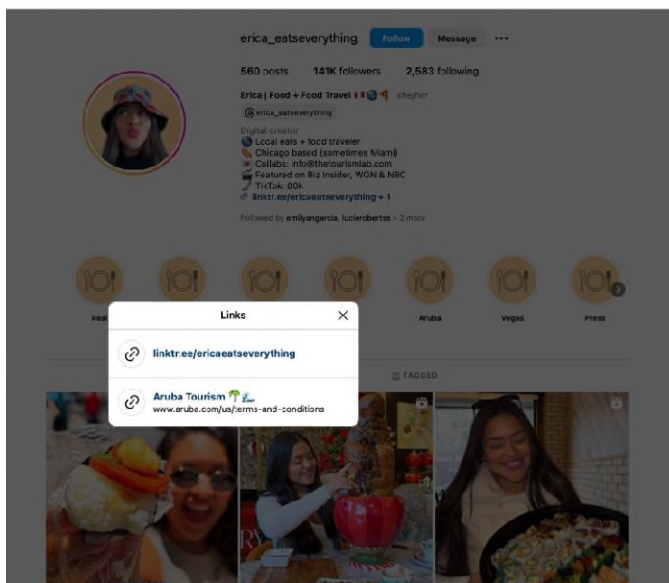 erica_eatseverything Follow Message ...
560 posts 141K followers 2,583 following
Erica | Food + Food Travel she/her
erica_eatseverything
Digital creator
Local eats + food traveler
Chicago based (sometimes Miami)
Collabs: info@thetourismlab.com
Featured on Biz Insider, WGN & NBC
TikTok: 80k
linktr.ee/ericaeatseverything + 1
Followed by emilyangarcia, lucierobertss + 2 more
Aruba Vegas Press
Links
linktr.ee/ericaeatseverything
Aruba Tourism
www.aruba.com/us/terms-and-conditions
TAGGED